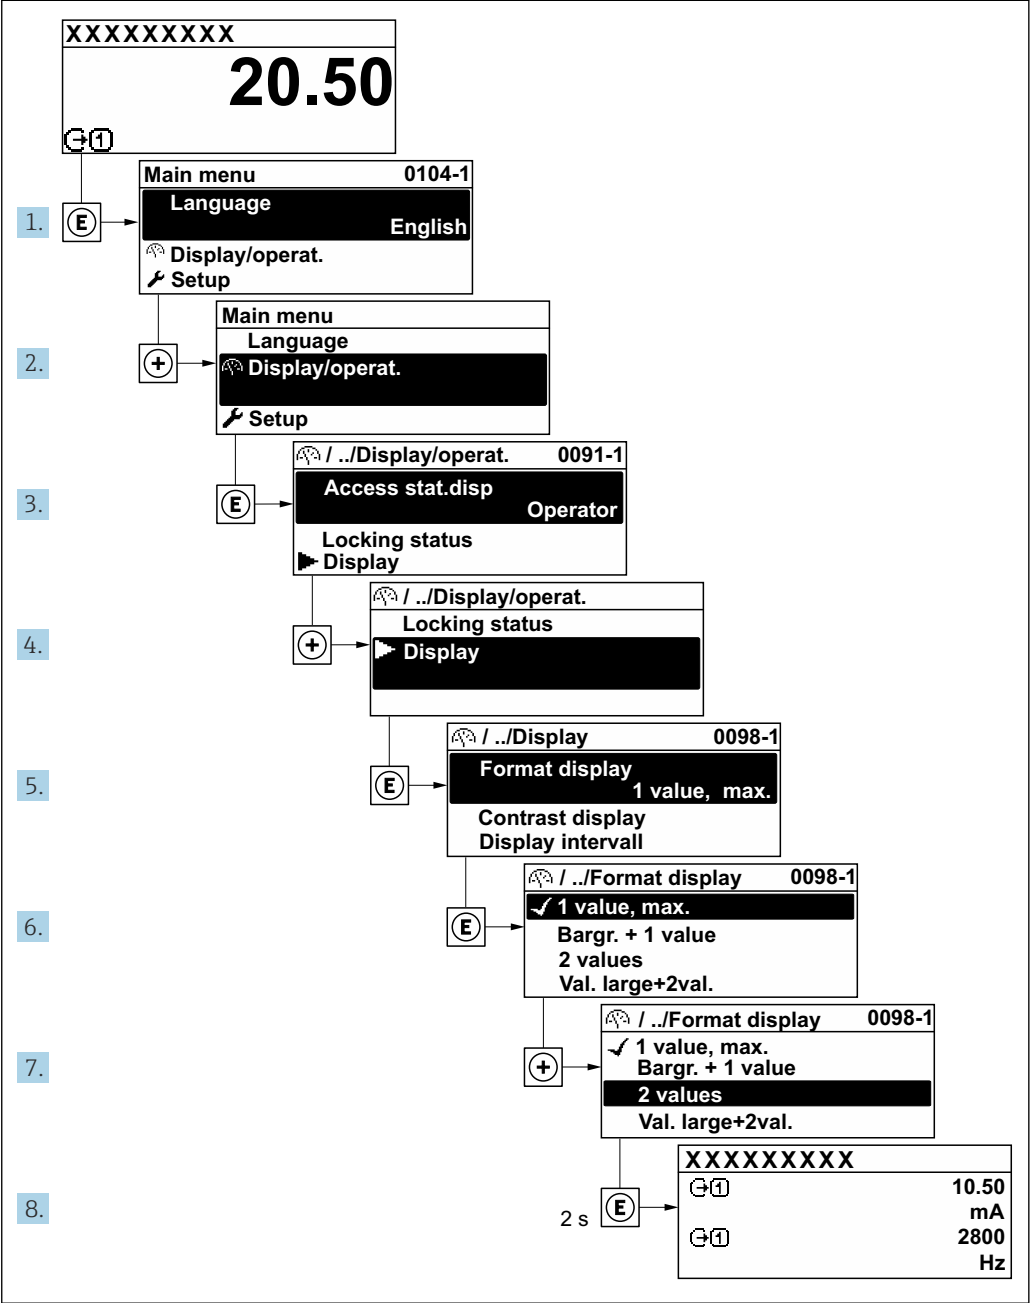 XXXXXXXXX
20.50
1
Main menu 0104-1
Language
English
1. E
Display/operat.
Setup
Main menu
Language
2. +
Display/operat.
Setup
/ ../Display/operat. 0091-1
Access stat.disp
3. E
Operator
Locking status
Display
/ ../Display/operat.
Locking status
4. +
Display
/ ../Display 0098-1
Format display
5. E
1 value, max.
Contrast display
Display intervall
/ ../Format display 0098-1
1 value, max.
6. E
Bargr. + 1 value
2 values
Val. large+2val.
/ ../Format display 0098-1
1 value, max.
7. +
Bargr. + 1 value
2 values
Val. large+2val.
XXXXXXXXX
1 10.50
mA
8. 2 s E
1 2800
Hz